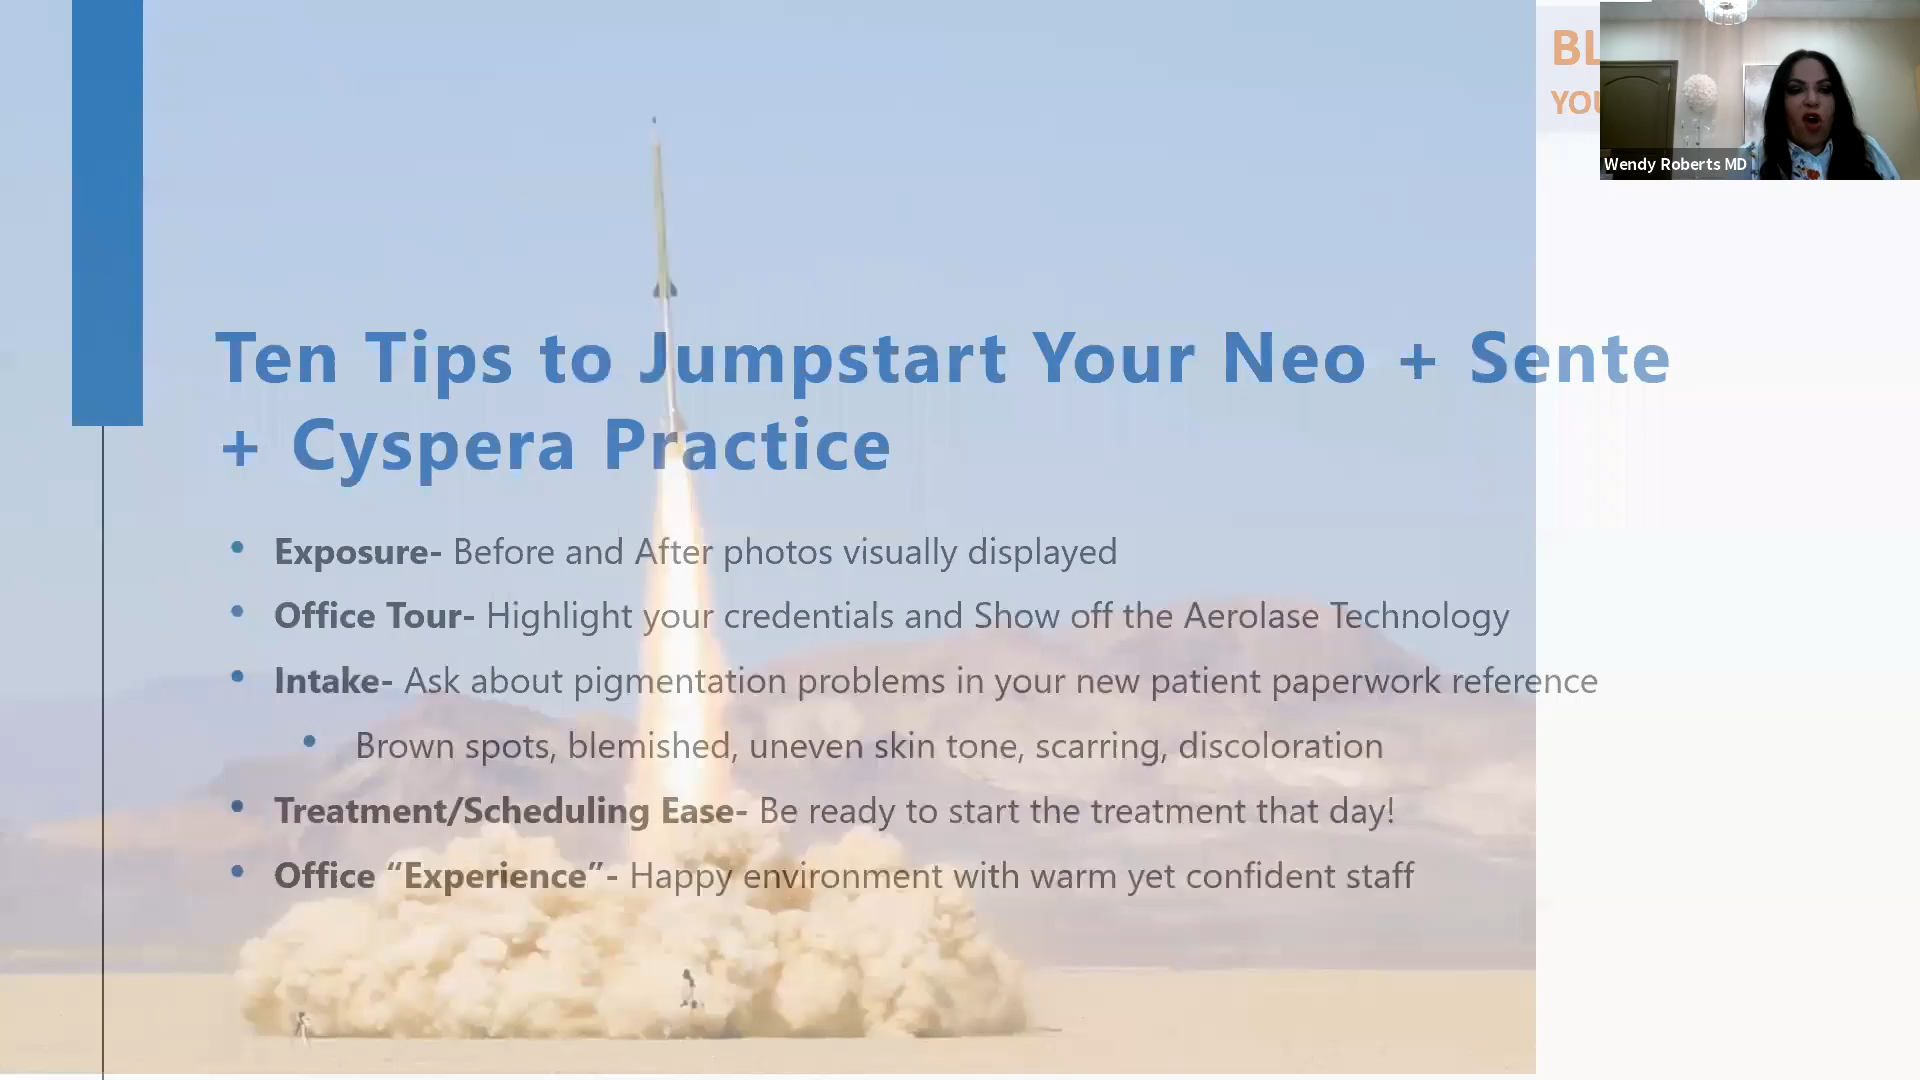 Ten Tips to Jumpstart Your Neo + Sente
+ Cyspera Practice
• Exposure- Before and After photos visually displayed
• Office Tour- Highlight your credentials and Show off the Aerolase Technology
• Intake- Ask about pigmentation problems in your new patient paperwork reference
• Brown spots, blemished, uneven skin tone, scarring, discoloration
• Treatment/Scheduling Ease- Be ready to start the treatment that day!
• Office “Experience”- Happy environment with warm yet confident staff
Wendy Roberts MD